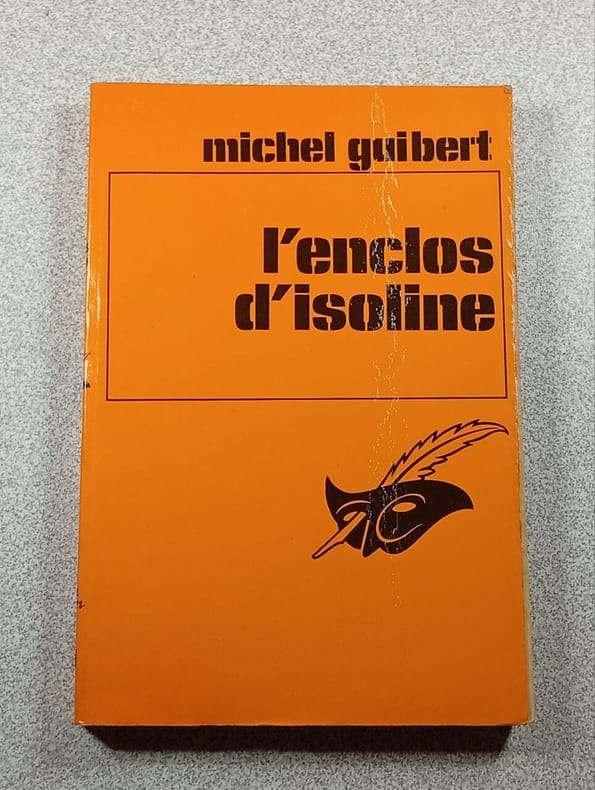 michel guibert
l'enclos
d'isoline